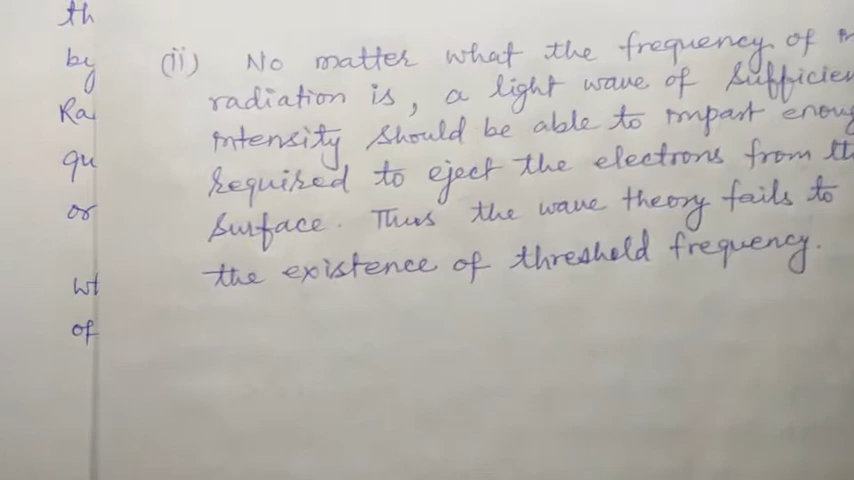 th
by
Ra
qu
or
wt
of
(ii) No matter what the frequency of
radiation is, a light wave of sufficien
intensity should be able to impart enoug
required to eject the electrons from th
surface. Thus the wave theory fails to
the existence of threshold frequency.